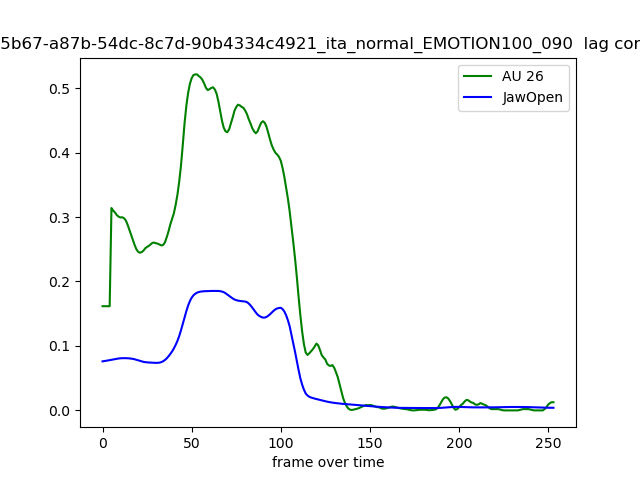 5b67-a87b-54dc-8c7d-90b4334c4921_ita_normal_EMOTION100_090 lag cor
AU 26
JawOpen
0.5
0.4
0.3
0.2
0.1
0.0
0 50 100 150 200 250
frame over time